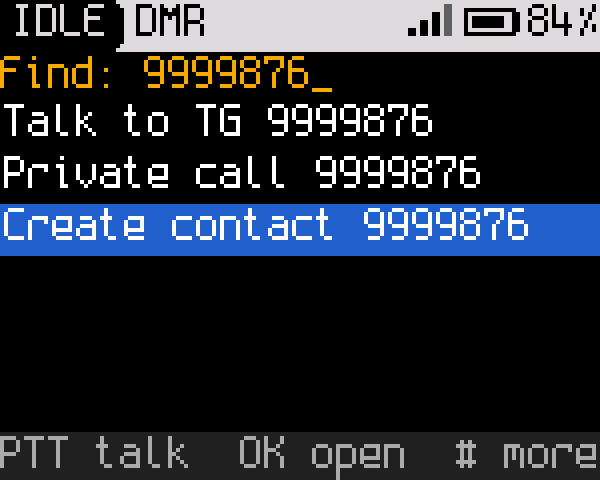 IDLE DMR 84%
Find: 9999876_
Talk to TG 9999876
Private call 9999876
Create contact 9999876
PTT talk OK open # more